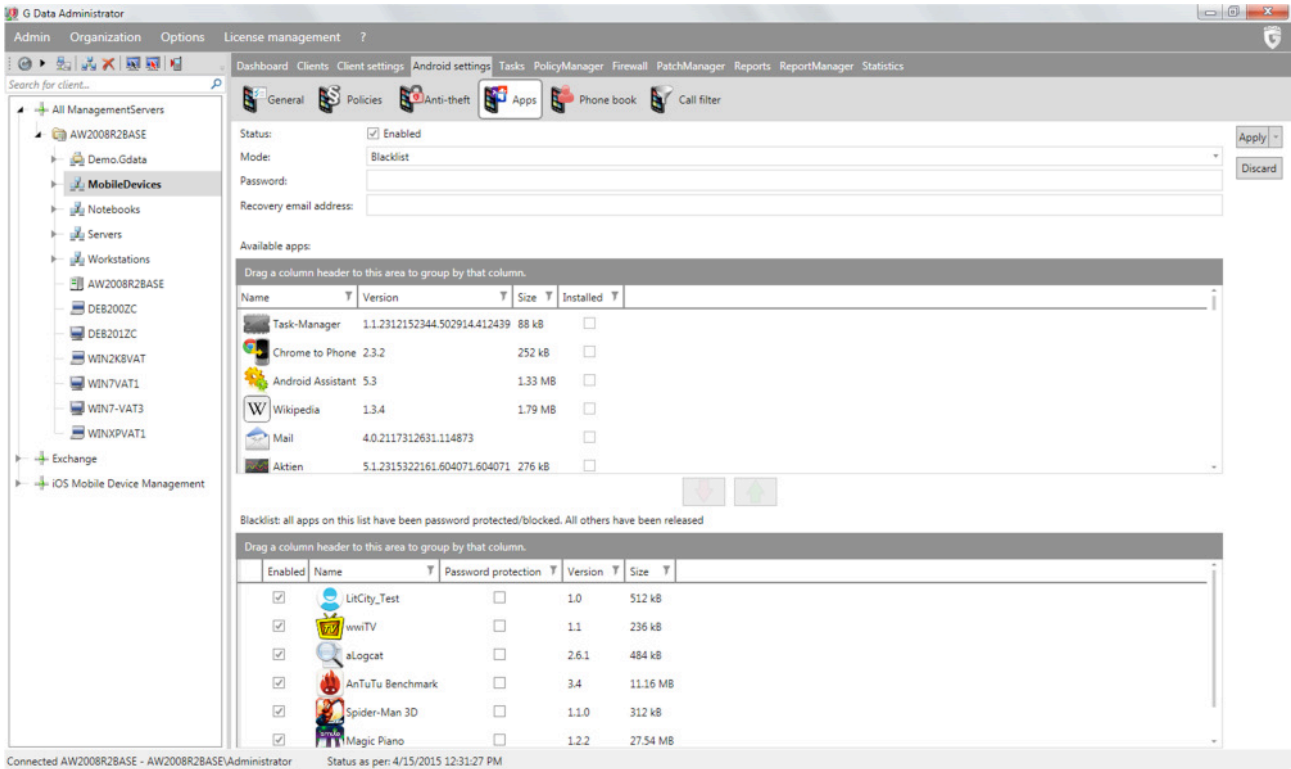 G Data Administrator
Admin Organization Options License management ?
Dashboard Clients Client settings Android settings Tasks PolicyManager Firewall PatchManager Reports ReportManager Statistics
Search for client...
General Policies Anti-theft Apps Phone book Call filter
All ManagementServers
AW2008R2BASE
Demo.Gdata
MobileDevices
Notebooks
Servers
Workstations
AW2008R2BASE
DEB200ZC
DEB201ZC
WIN2K8VAT
WIN7VAT1
WIN7-VAT3
WINXPVAT1
Exchange
iOS Mobile Device Management
Status: Enabled
Mode: Blacklist
Password:
Recovery email address:
Apply
Discard
Available apps:
Drag a column header to this area to group by that column.
Name Version Size Installed
Task-Manager 1.1.2312152344.502914.412439 88 kB
Chrome to Phone 2.3.2 252 kB
Android Assistant 5.3 1.33 MB
W Wikipedia 1.3.4 1.79 MB
Mail 4.0.2117312631.114873
Aktien 5.1.2315322161.604071.604071 276 kB
Blacklist: all apps on this list have been password protected/blocked. All others have been released
Drag a column header to this area to group by that column.
Enabled Name Password protection Version Size
LitCity_Test 1.0 512 kB
wwiTV 1.1 236 kB
aLogcat 2.6.1 484 kB
AnTuTu Benchmark 3.4 11.16 MB
Spider-Man 3D 1.1.0 312 kB
smule Magic Piano 1.2.2 27.54 MB
Connected AW2008R2BASE - AW2008R2BASE\Administrator Status as per: 4/15/2015 12:31:27 PM